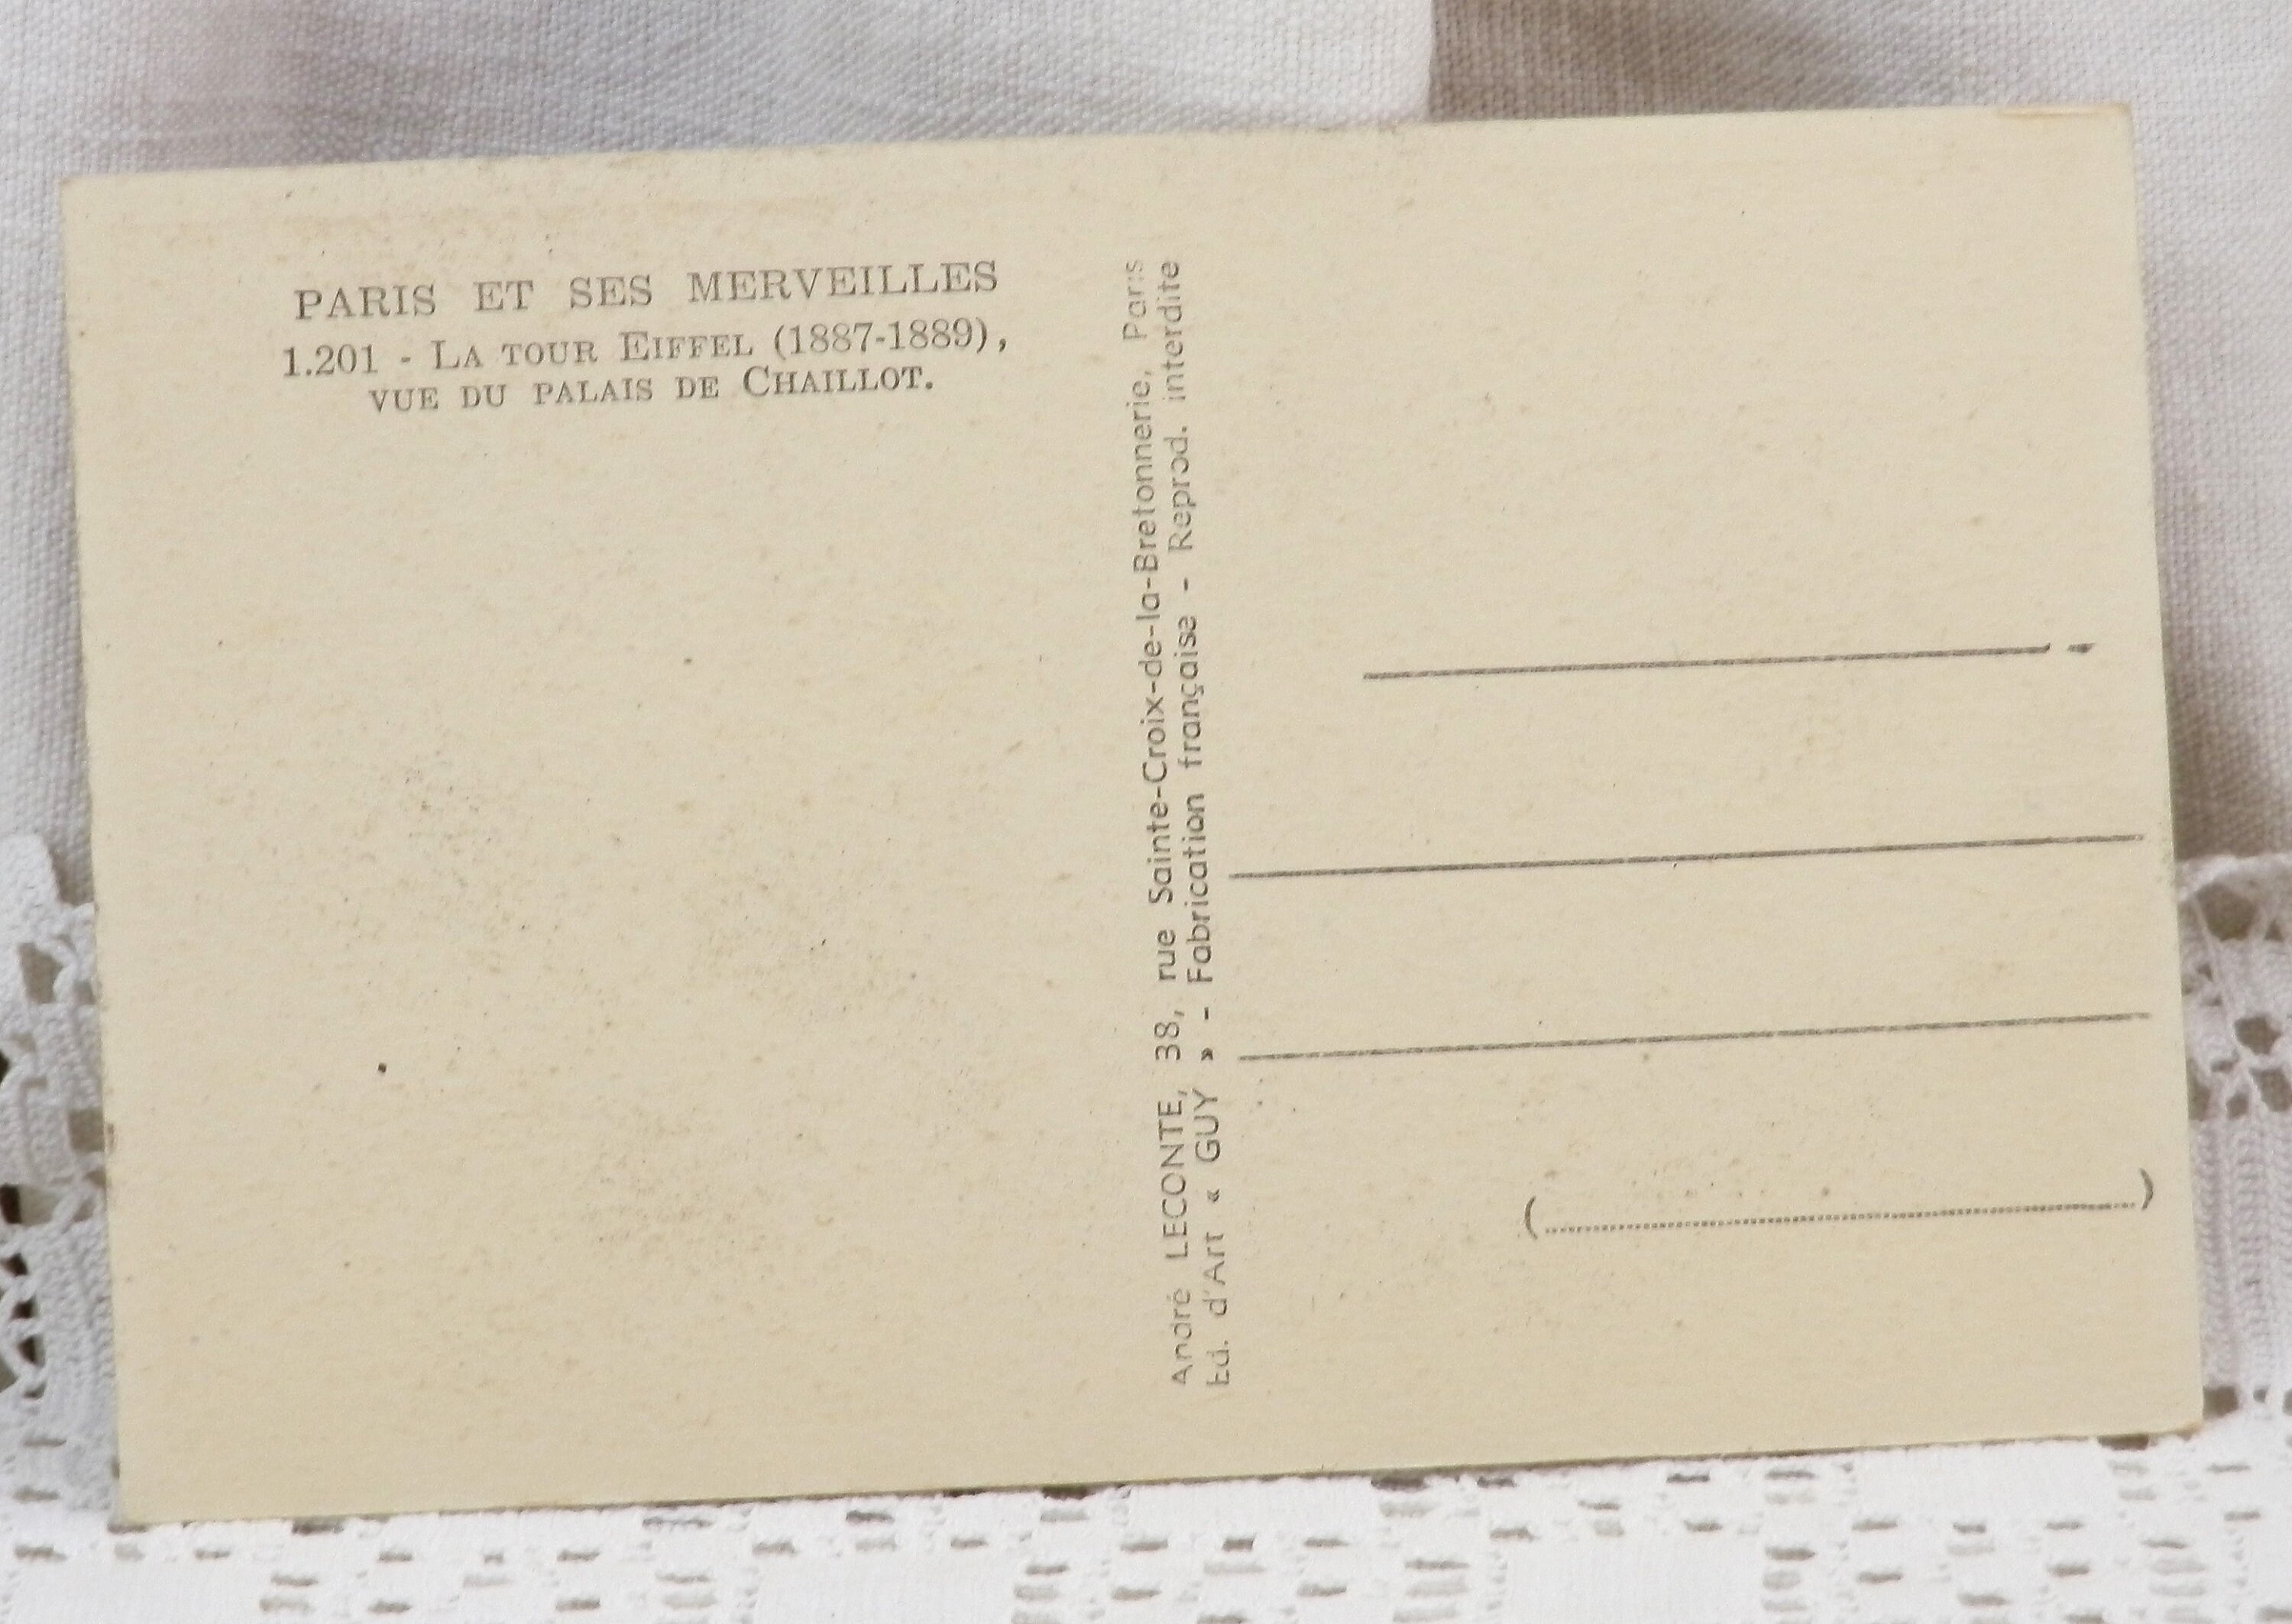 PARIS ET SES MERVEILLES
1.201 - LA TOUR EIFFEL (1887-1889),
VUE DU PALAIS DE CHAILLOT.
André LECONTE, 38, rue Sainte-Croix-de-la-Bretonnerie, Paris
Ed. d'Art « GUY » - Fabrication française - Reprod. interdite